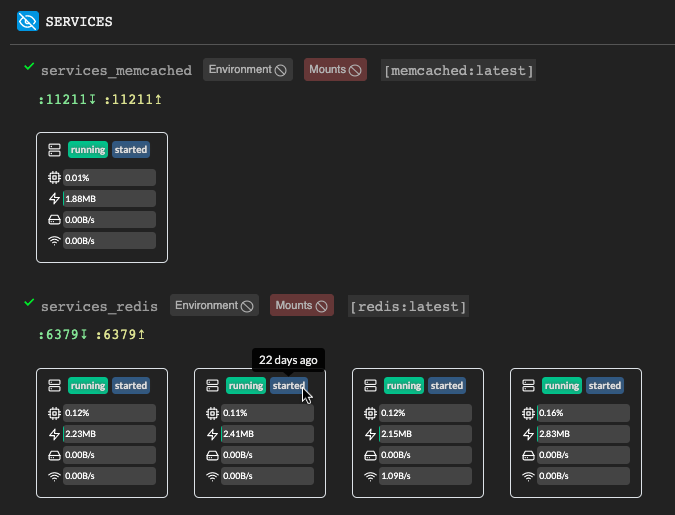 SERVICES
services_memcached Environment Mounts [memcached:latest]
:11211↧ :11211↥
running started
0.01%
1.88MB
0.00B/s
0.00B/s
services_redis Environment Mounts [redis:latest]
:6379↧ :6379↥
22 days ago
running started
0.12%
2.23MB
0.00B/s
0.00B/s
running started
0.11%
2.41MB
0.00B/s
0.00B/s
running started
0.12%
2.15MB
0.00B/s
1.09B/s
running started
0.16%
2.83MB
0.00B/s
0.00B/s